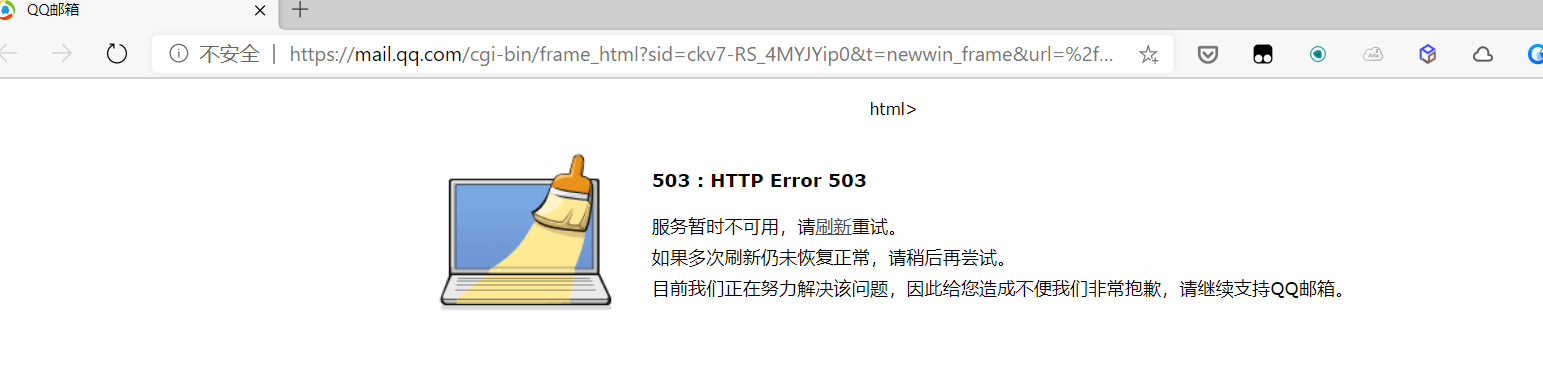 QQ邮箱
不安全 | https://mail.qq.com/cgi-bin/frame_html?sid=ckv7-RS_4MYJYip0&t=newwin_frame&url=%2f...
html>
503 : HTTP Error 503
服务暂时不可用，请刷新重试。
如果多次刷新仍未恢复正常，请稍后再尝试。
目前我们正在努力解决该问题，因此给您造成不便我们非常抱歉，请继续支持QQ邮箱。